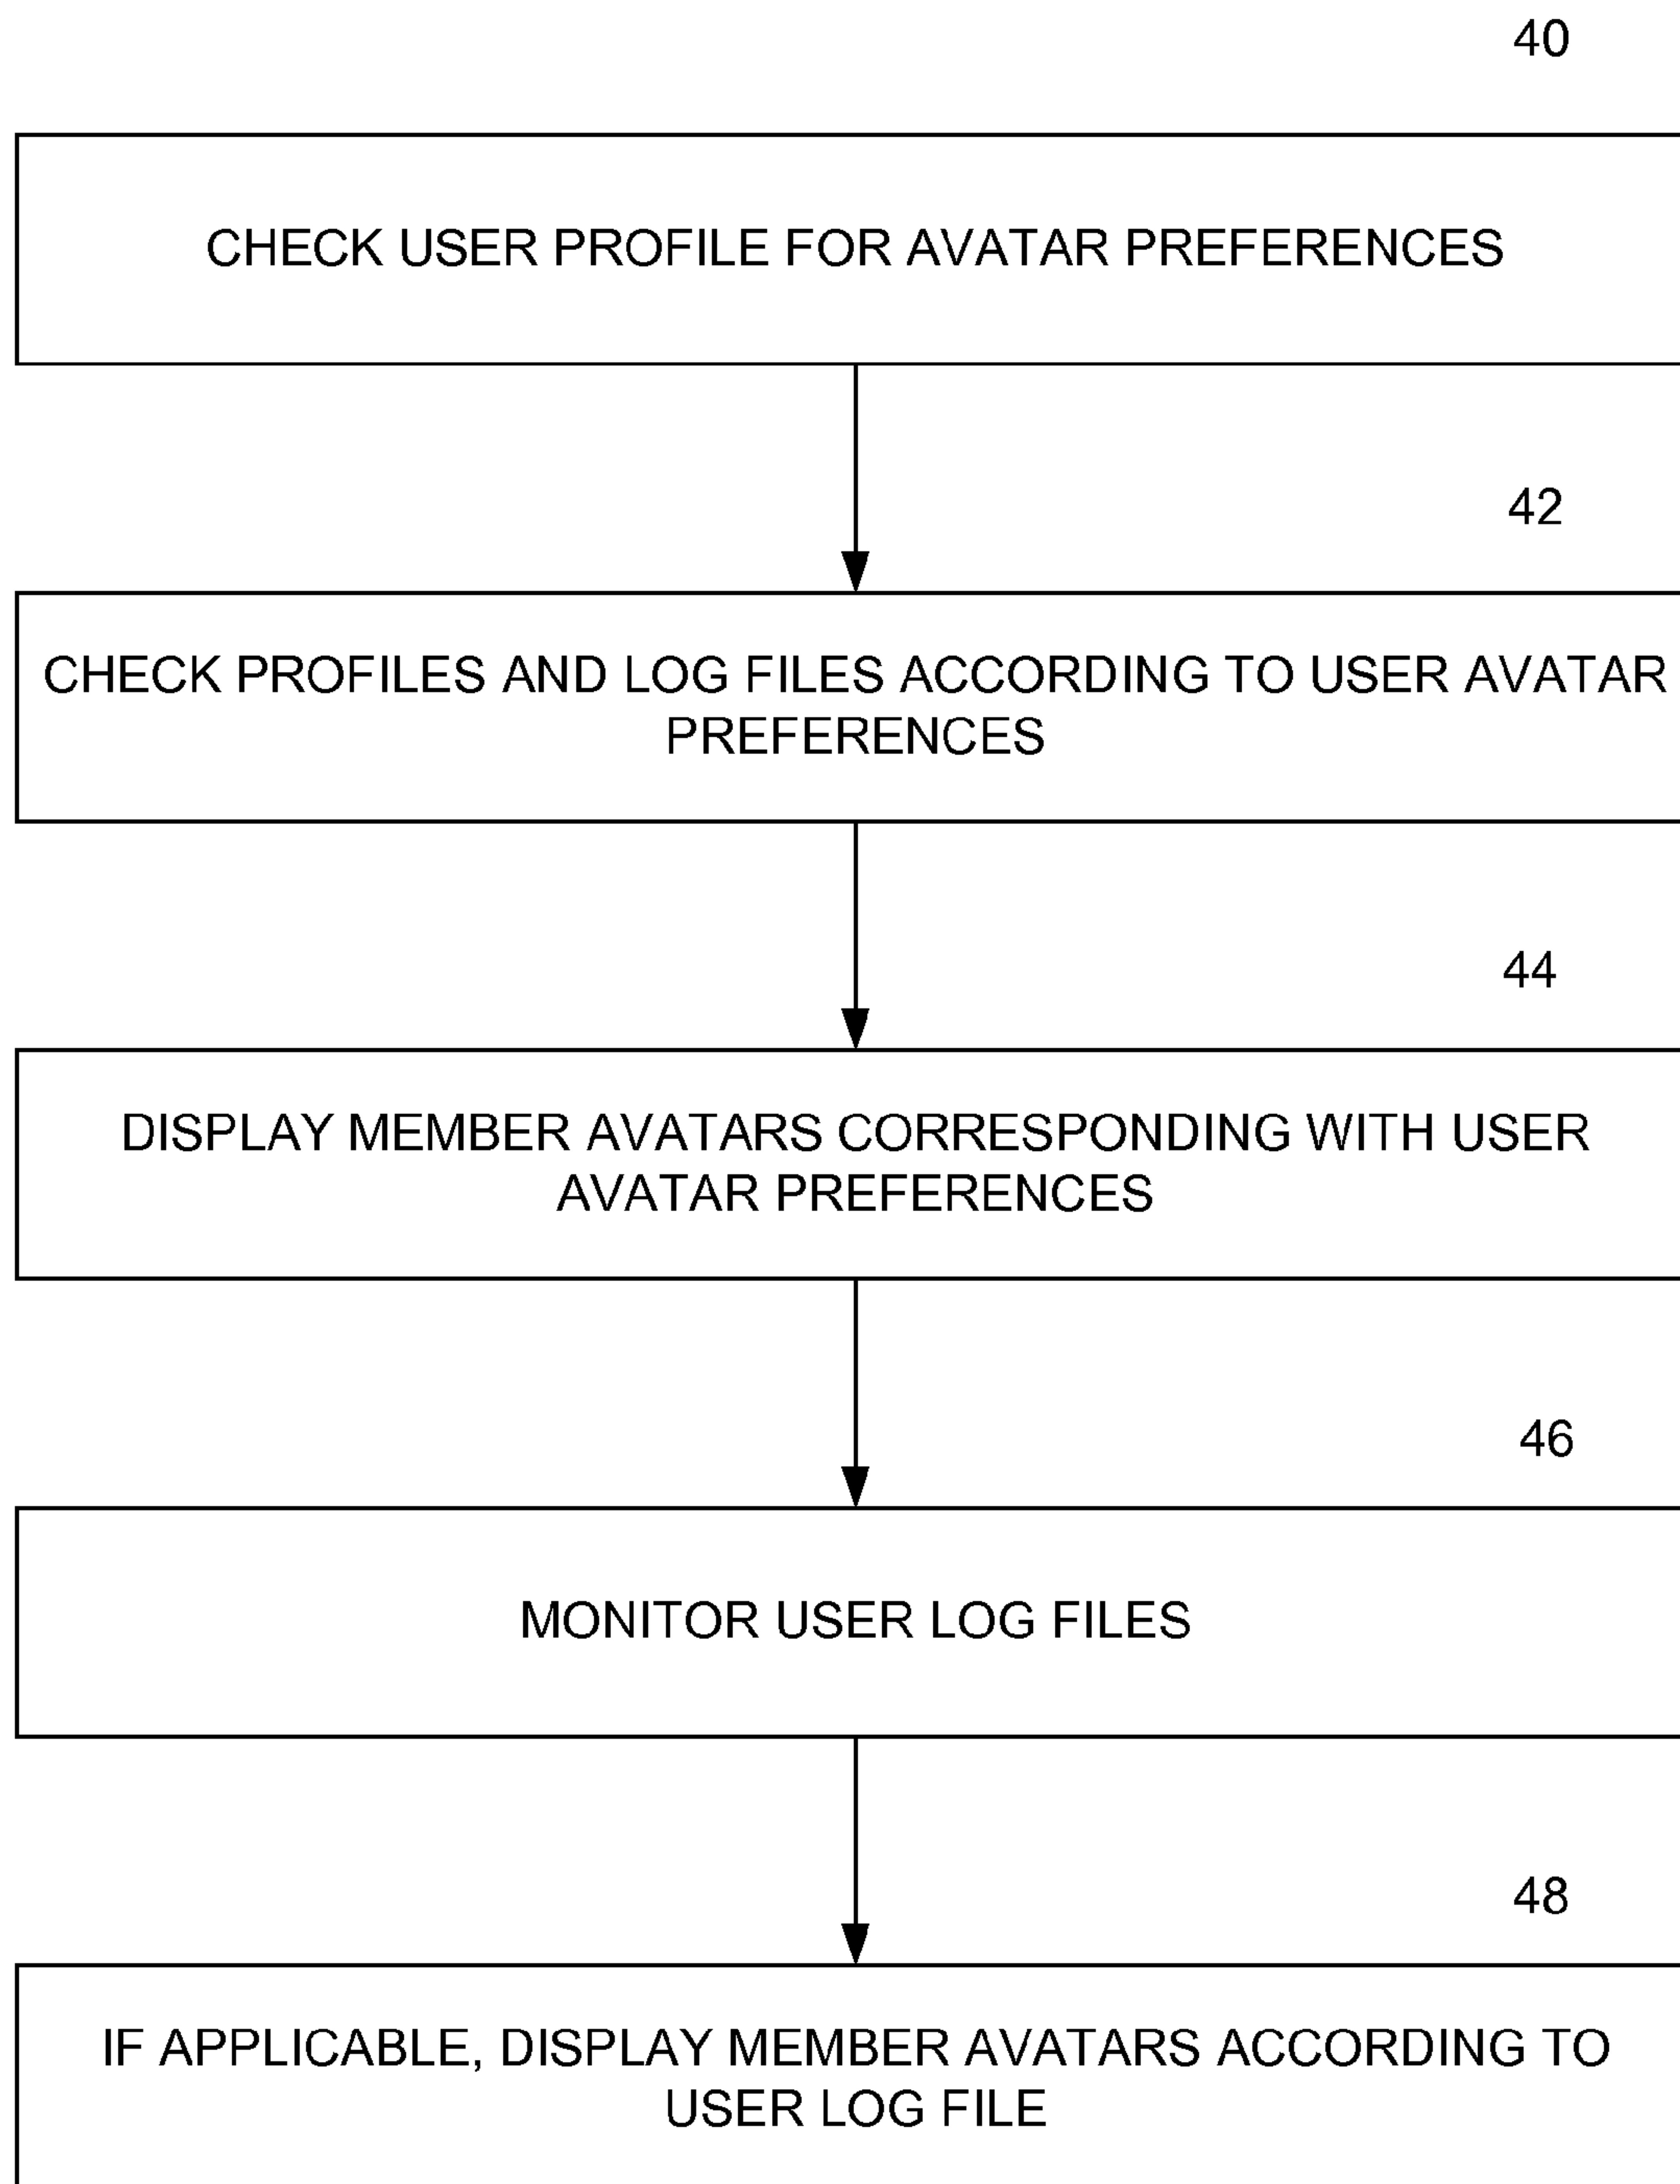 40
CHECK USER PROFILE FOR AVATAR PREFERENCES
42
CHECK PROFILES AND LOG FILES ACCORDING TO USER AVATAR
PREFERENCES
44
DISPLAY MEMBER AVATARS CORRESPONDING WITH USER
AVATAR PREFERENCES
46
MONITOR USER LOG FILES
48
IF APPLICABLE, DISPLAY MEMBER AVATARS ACCORDING TO
USER LOG FILE